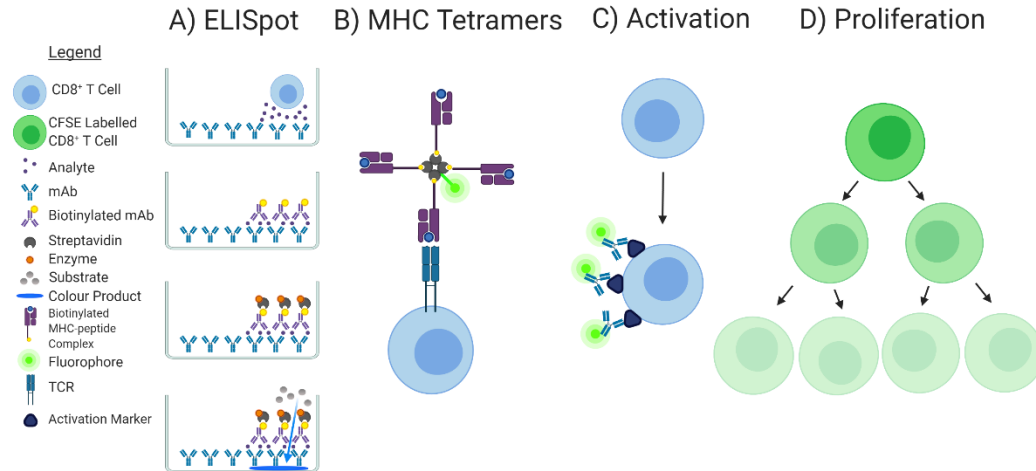 A) ELISpot
B) MHC Tetramers
C) Activation
D) Proliferation
Legend
CD8⁺ T Cell
CFSE Labelled
CD8⁺ T Cell
Analyte
mAb
Biotinylated mAb
Streptavidin
Enzyme
Substrate
Colour Product
Biotinylated
MHC-peptide
Complex
Fluorophore
TCR
Activation Marker